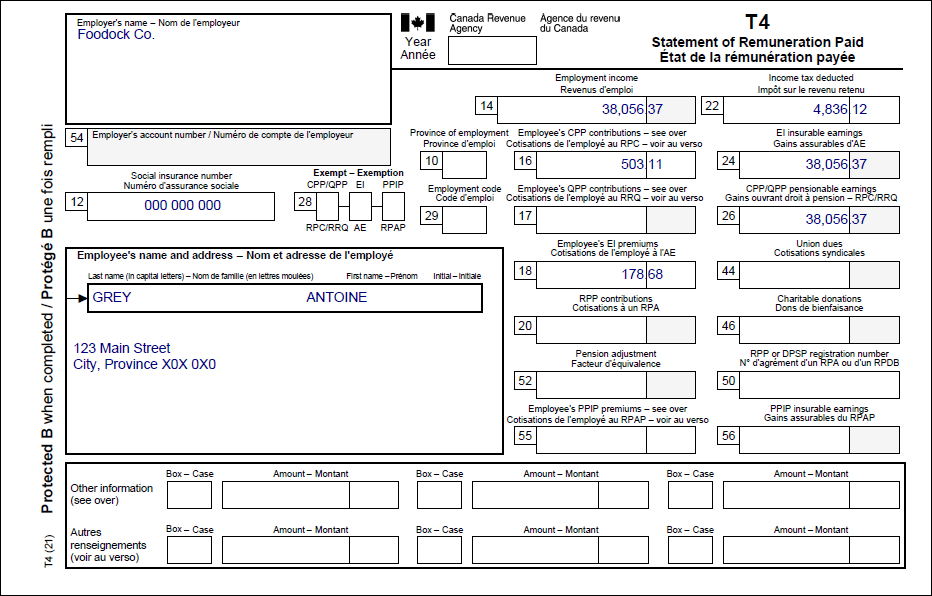 Employer's name – Nom de l'employeur
Foodock Co.
Canada Revenue Agency
Agence du revenu du Canada
Year
Année
T4
Statement of Remuneration Paid
État de la rémunération payée
Employment income
Revenus d'emploi
14 38,056 37
Income tax deducted
Impôt sur le revenu retenu
22 4,836 12
54 Employer's account number / Numéro de compte de l'employeur
Province of employment
Province d'emploi
10
Employee's CPP contributions – see over
Cotisations de l'employé au RPC – voir au verso
16 503 11
EI insurable earnings
Gains assurables d'AE
24 38,056 37
Social insurance number
Numéro d'assurance sociale
12 000 000 000
Exempt – Exemption
CPP/QPP EI PPIP
28
RPC/RRQ AE RPAP
Employment code
Code d'emploi
29
Employee's QPP contributions – see over
Cotisations de l'employé au RRQ – voir au verso
17
CPP/QPP pensionable earnings
Gains ouvrant droit à pension – RPC/RRQ
26 38,056 37
Employee's name and address – Nom et adresse de l'employé
Last name (in capital letters) – Nom de famille (en lettres moulées) First name – Prénom Initial – Initiale
GREY ANTOINE
123 Main Street
City, Province X0X 0X0
Employee's EI premiums
Cotisations de l'employé à l'AE
18 178 68
Union dues
Cotisations syndicales
44
RPP contributions
Cotisations à un RPA
20
Charitable donations
Dons de bienfaisance
46
Pension adjustment
Facteur d'équivalence
52
RPP or DPSP registration number
N° d'agrément d'un RPA ou d'un RPDB
50
Employee's PPIP premiums – see over
Cotisations de l'employé au RPAP – voir au verso
55
PPIP insurable earnings
Gains assurables du RPAP
56
Other information
(see over)
Box – Case Amount – Montant Box – Case Amount – Montant Box – Case Amount – Montant
Autres
renseignements
(voir au verso)
Box – Case Amount – Montant Box – Case Amount – Montant Box – Case Amount – Montant
Protected B when completed / Protégé B une fois rempli
T4 (21)